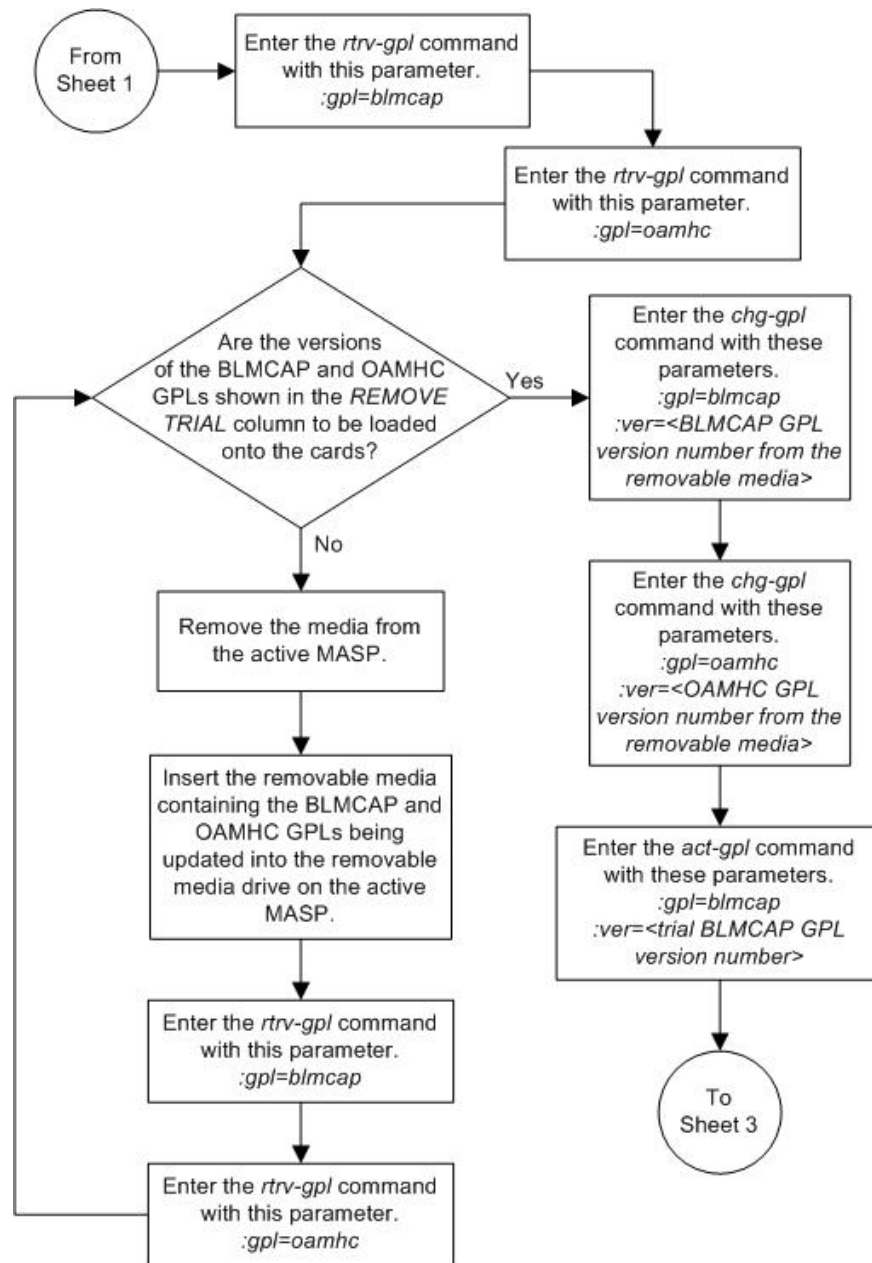 From
Sheet 1
Enter the rtrv-gpl command
with this parameter.
:gpl=blmcap
Enter the rtrv-gpl command
with this parameter.
:gpl=oamhc
Are the versions
of the BLMCAP and OAMHC
GPLs shown in the REMOVE
TRIAL column to be loaded
onto the cards?
Yes
No
Enter the chg-gpl
command with these
parameters.
:gpl=blmcap
:ver=<BLMCAP GPL
version number from the
removable media>
Enter the chg-gpl
command with these
parameters.
:gpl=oamhc
:ver=<OAMHC GPL
version number from the
removable media>
Enter the act-gpl command
with these parameters.
:gpl=blmcap
:ver=<trial BLMCAP GPL
version number>
To
Sheet 3
Remove the media from
the active MASP.
Insert the removable media
containing the BLMCAP and
OAMHC GPLs being
updated into the removable
media drive on the active
MASP.
Enter the rtrv-gpl command
with this parameter.
:gpl=blmcap
Enter the rtrv-gpl command
with this parameter.
:gpl=oamhc